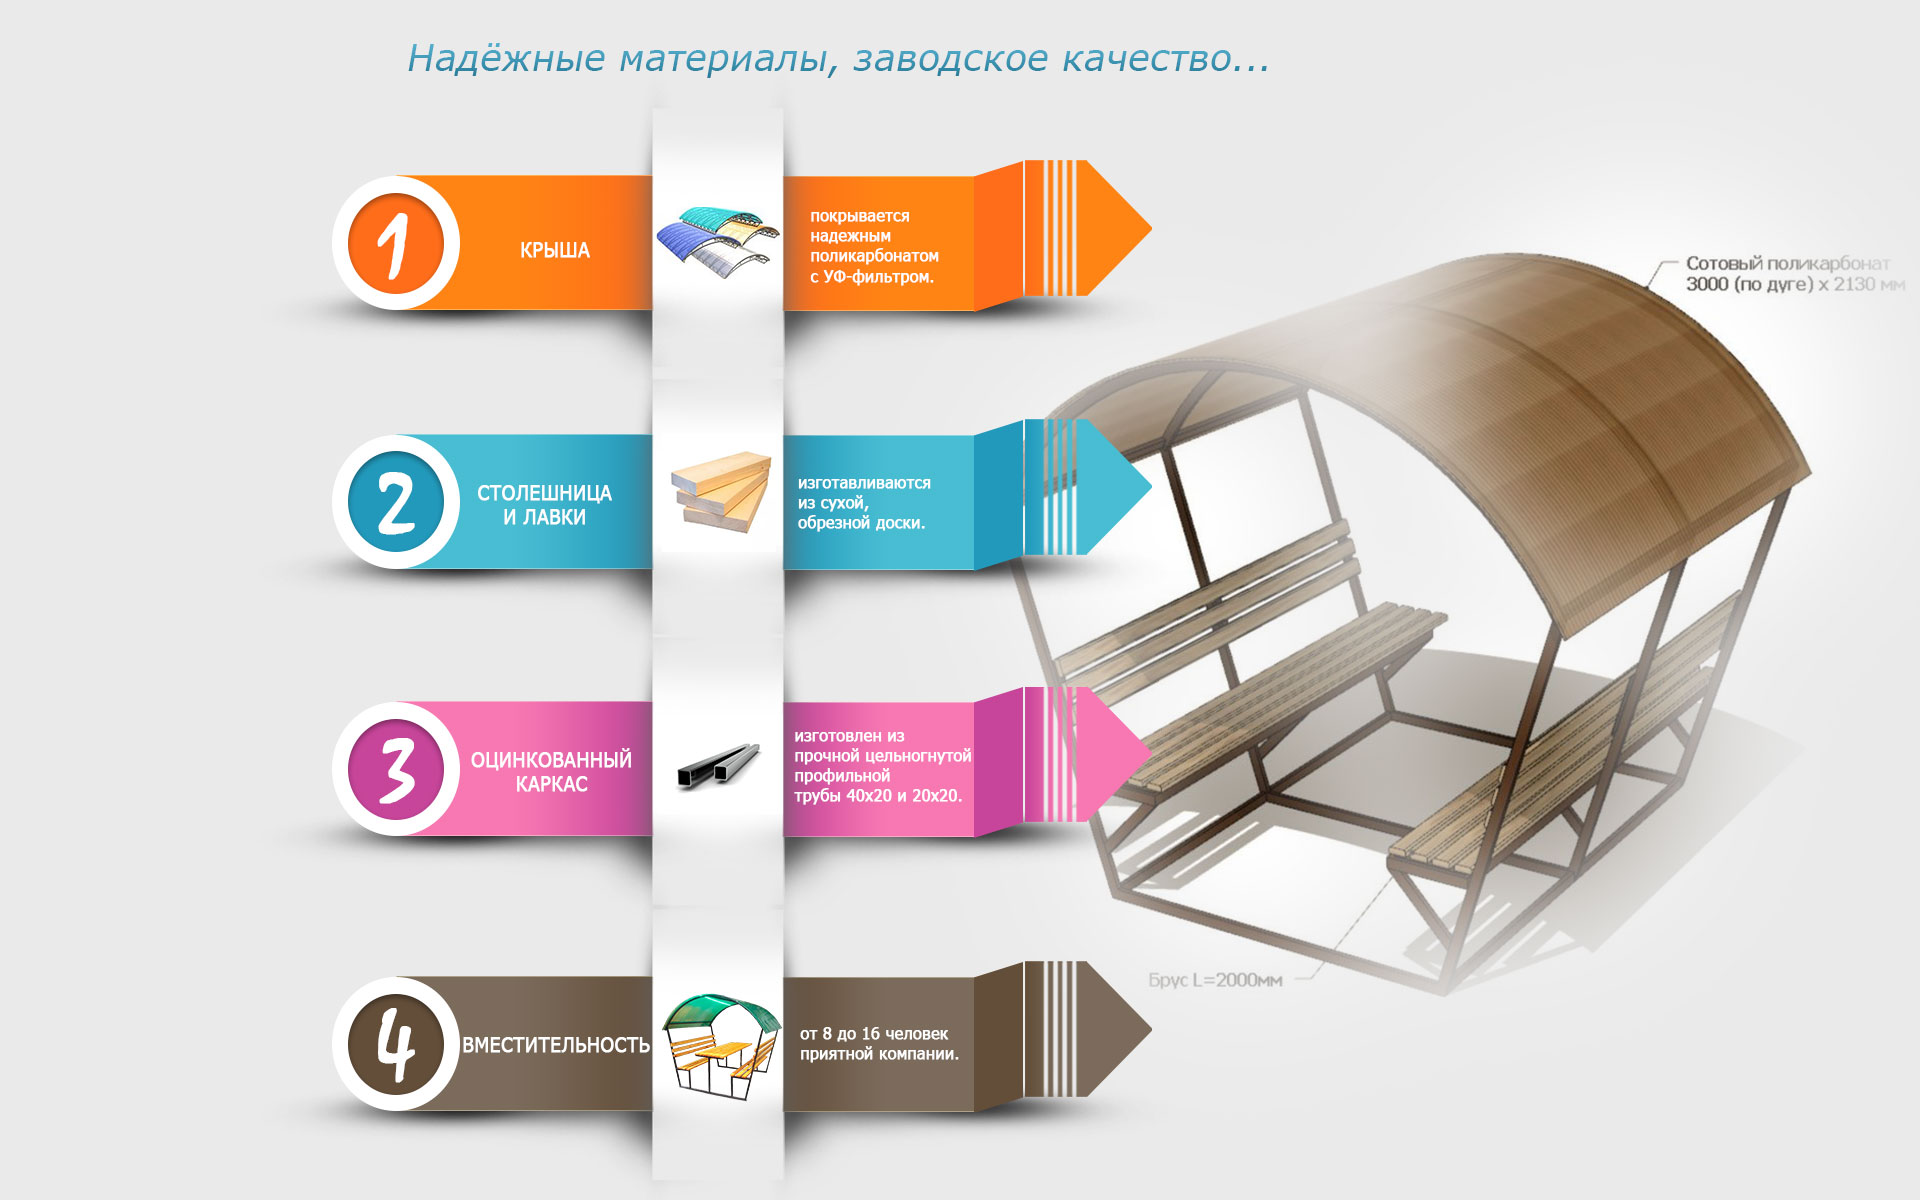 Надёжные материалы, заводское качество...
1
КРЫША
покрывается
надежным
поликарбонатом
с УФ-фильтром.
Сотовый поликарбонат
3000 (по дуге) х 2130 мм
2
СТОЛЕШНИЦА
И ЛАВКИ
изготавливаются
из сухой,
обрезной доски.
3
ОЦИНКОВАННЫЙ
КАРКАС
изготовлен из
прочной цельногнутой
профильной
трубы 40х20 и 20х20.
Брус L=2000мм
4
ВМЕСТИТЕЛЬНОСТЬ
от 8 до 16 человек
приятной компании.